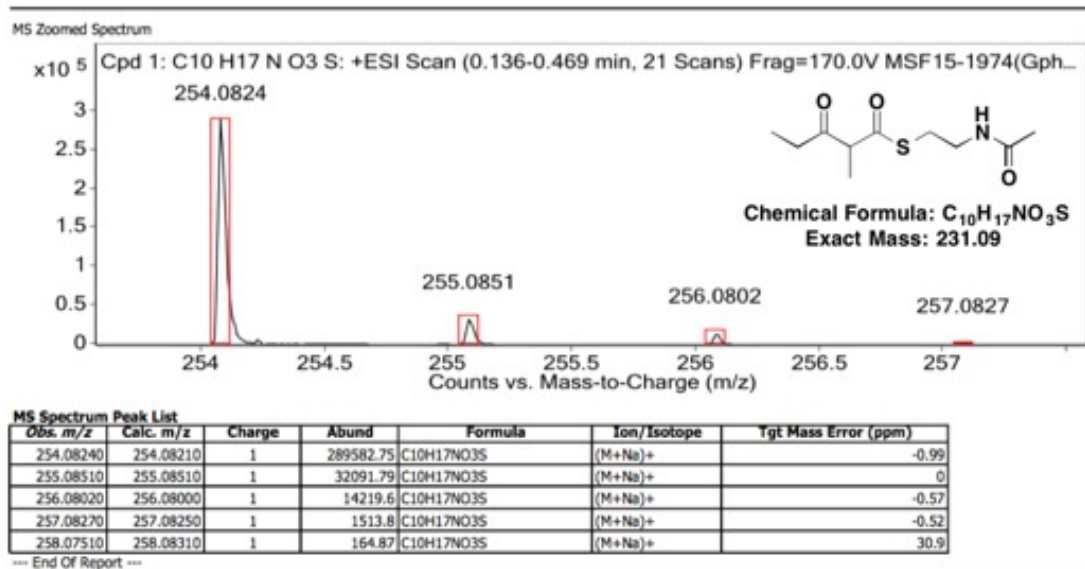 MS Zoomed Spectrum
x10 5 Cpd 1: C10 H17 N O3 S: +ESI Scan (0.136-0.469 min, 21 Scans) Frag=170.0V MSF15-1974(Gph...
254.0824
3
2.5
2
1.5
1
0.5
0
255.0851
256.0802
257.0827
O O H N S O
Chemical Formula: C₁₀H₁₇NO₃S
Exact Mass: 231.09
254 254.5 255 255.5 256 256.5 257
Counts vs. Mass-to-Charge (m/z)
MS Spectrum Peak List
Obs. m/z Calc. m/z Charge Abund Formula Ion/Isotope Tgt Mass Error (ppm)
254.08240 254.08210 1 289582.75 C10H17NO3S (M+Na)+ -0.99
255.08510 255.08510 1 32091.79 C10H17NO3S (M+Na)+ 0
256.08020 256.08000 1 14219.6 C10H17NO3S (M+Na)+ -0.57
257.08270 257.08250 1 1513.8 C10H17NO3S (M+Na)+ -0.52
258.07510 258.08310 1 164.87 C10H17NO3S (M+Na)+ 30.9
--- End Of Report ---